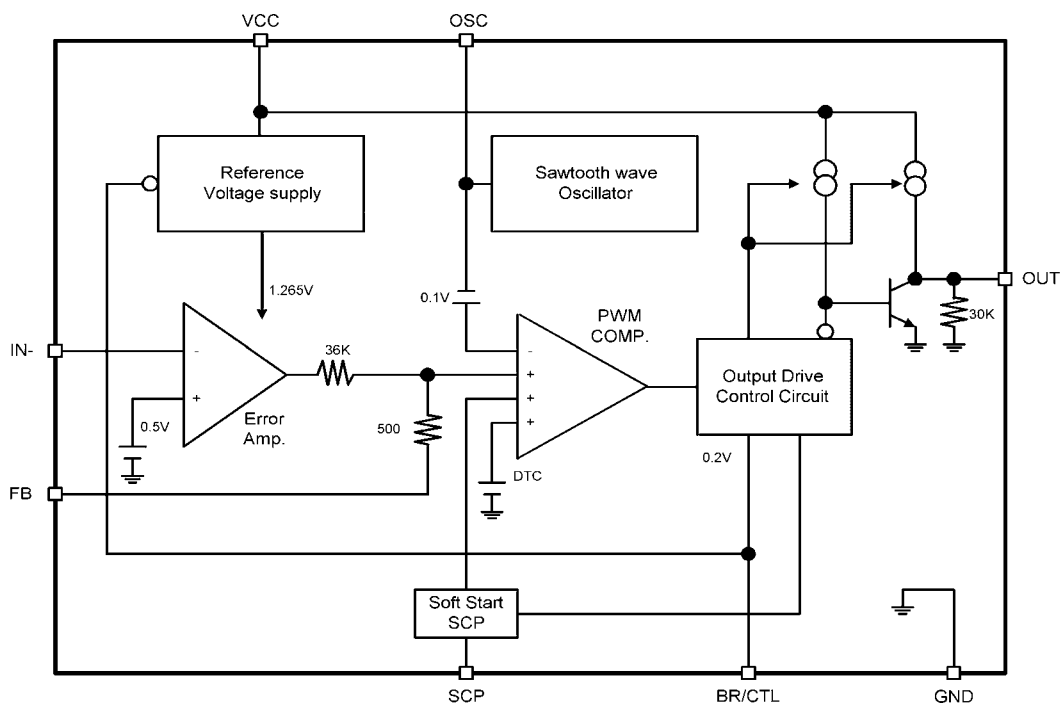 VCC
OSC
Reference
Voltage supply
Sawtooth wave
Oscillator
1.265V
0.1V
OUT
30K
PWM
COMP.
IN-
-
+
36K
-
+
+
+
Output Drive
Control Circuit
0.5V
Error
Amp.
500
0.2V
DTC
FB
Soft Start
SCP
SCP
BR/CTL
GND